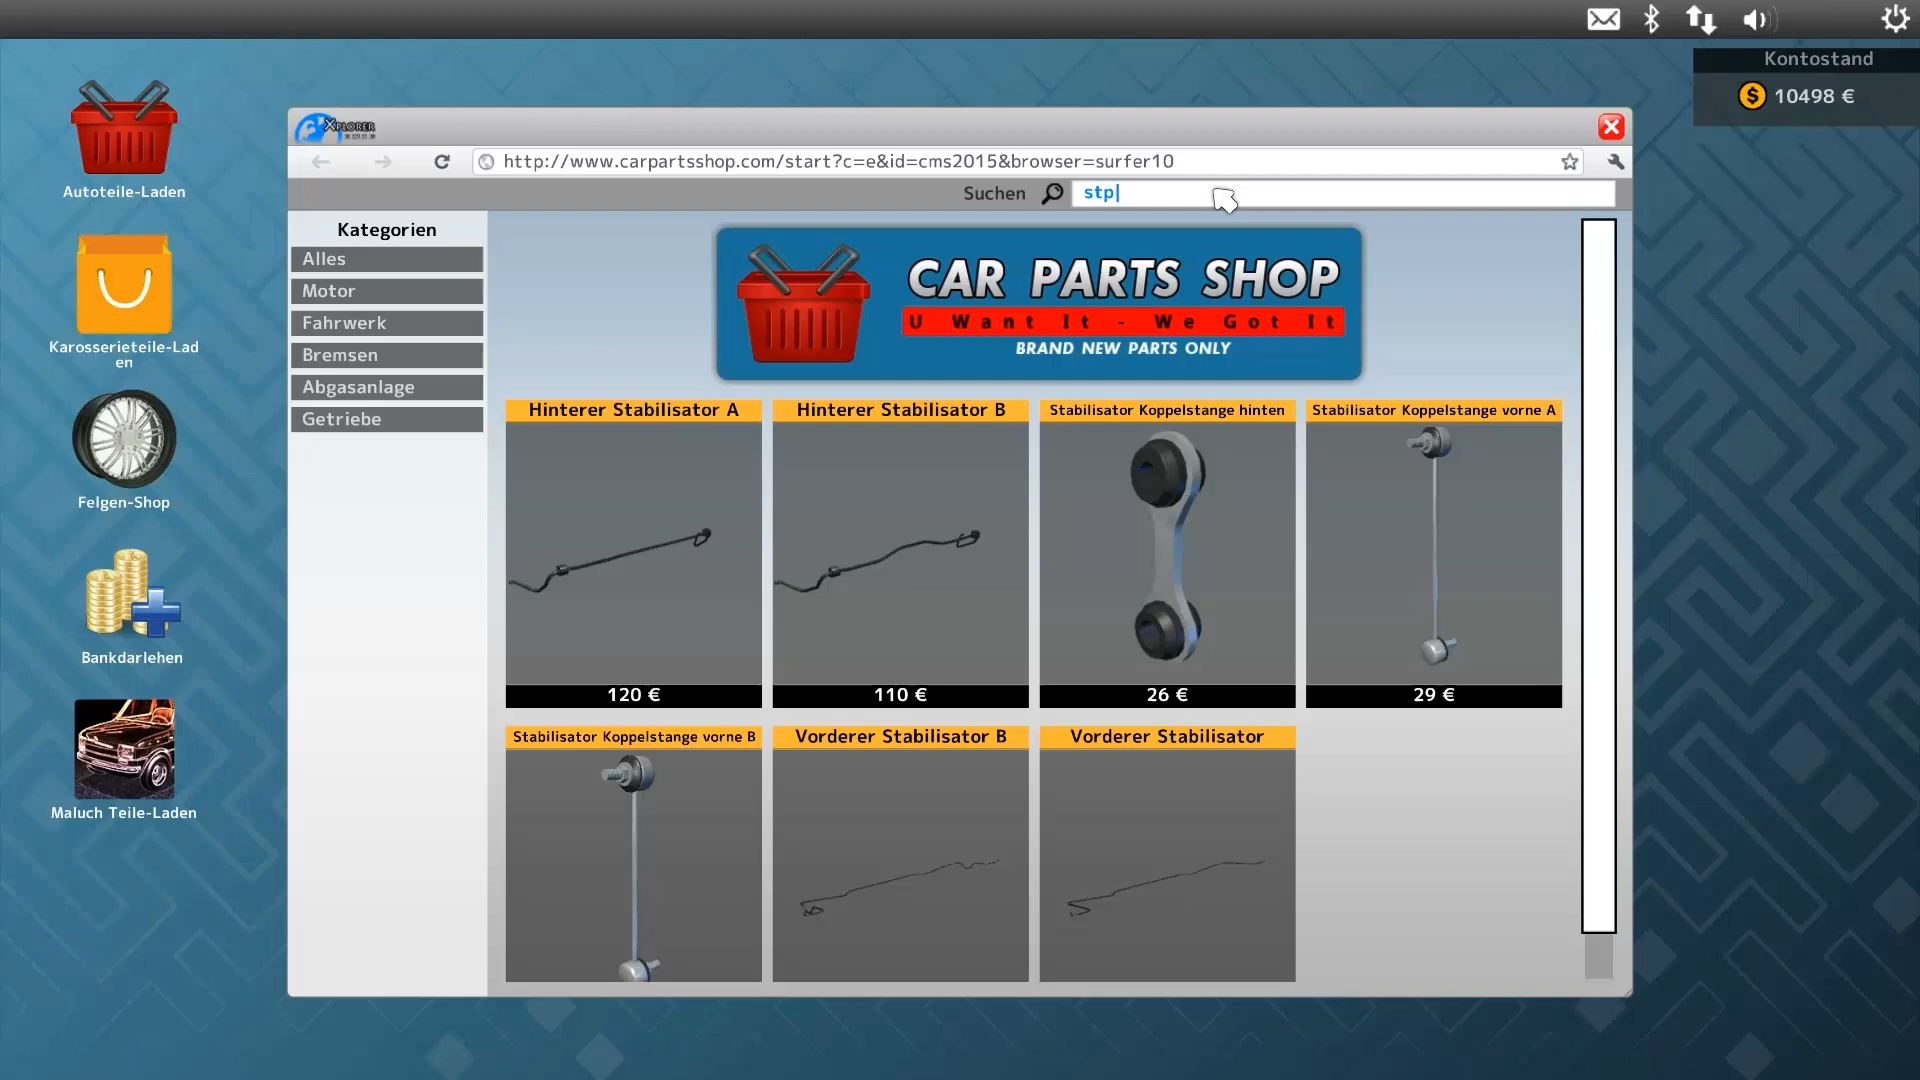 Kontostand
10498 €
Autoteile-Laden
Karosserieteile-Lad
en
Felgen-Shop
Bankdarlehen
Maluch Teile-Laden
XPLORER
http://www.carpartsshop.com/start?c=e&id=cms2015&browser=surfer10
Suchen
stp
Kategorien
Alles
Motor
Fahrwerk
Bremsen
Abgasanlage
Getriebe
CAR PARTS SHOP
U Want It - We Got It
BRAND NEW PARTS ONLY
Hinterer Stabilisator A
Hinterer Stabilisator B
Stabilisator Koppelstange hinten
Stabilisator Koppelstange vorne A
120 €
110 €
26 €
29 €
Stabilisator Koppelstange vorne B
Vorderer Stabilisator B
Vorderer Stabilisator